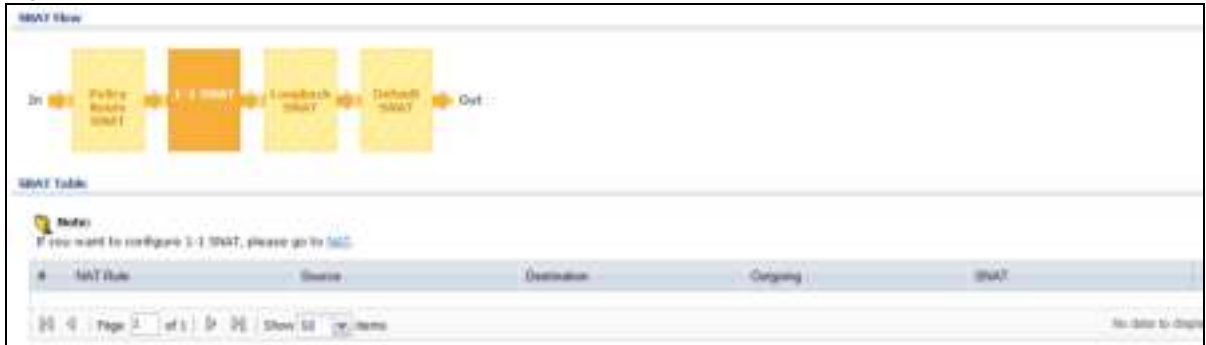 SNAT Flow
In
Policy
Route
SNAT
1-1 SNAT
Loopback
SNAT
Default
SNAT
Out
SNAT Table
Note:
If you want to configure 1-1 SNAT, please go to NAT.
# NAT Rule Source Destination Outgoing SNAT
Page 1 of 1 Show 50 items
No data to display